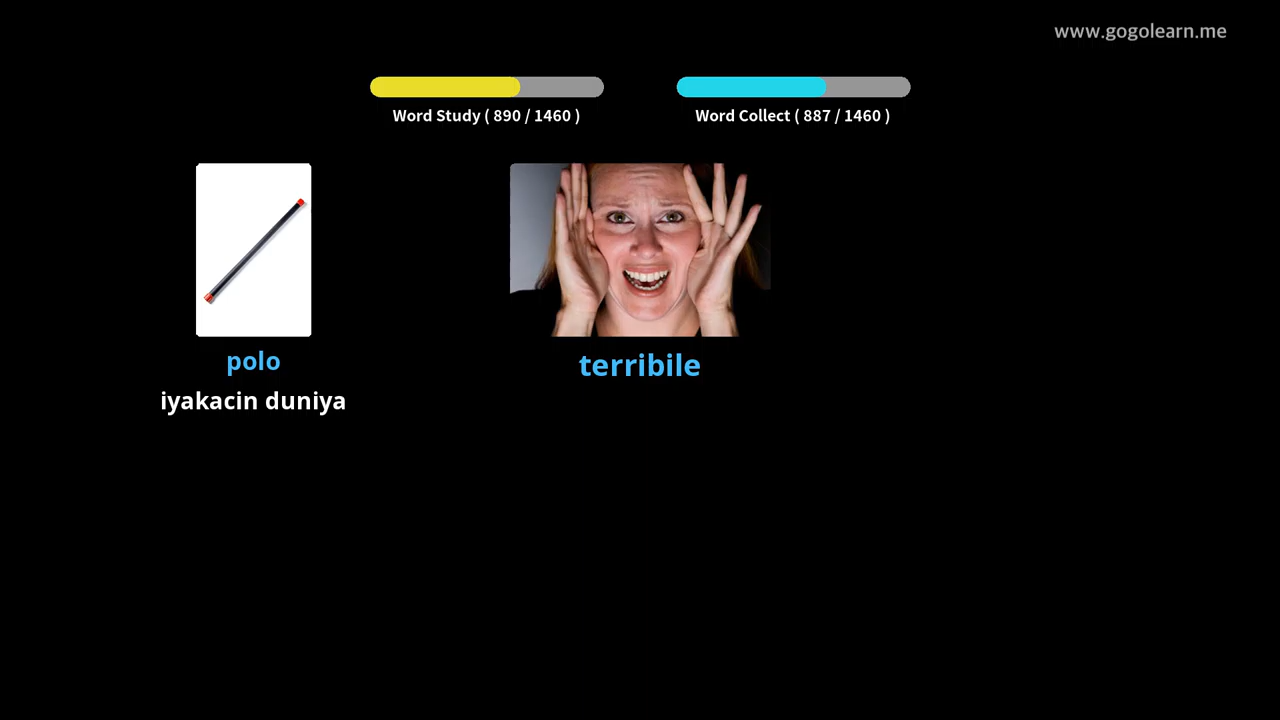 www.gogolearn.me
Word Study ( 890 / 1460 )
Word Collect ( 887 / 1460 )
polo
iyakacin duniya
terribile